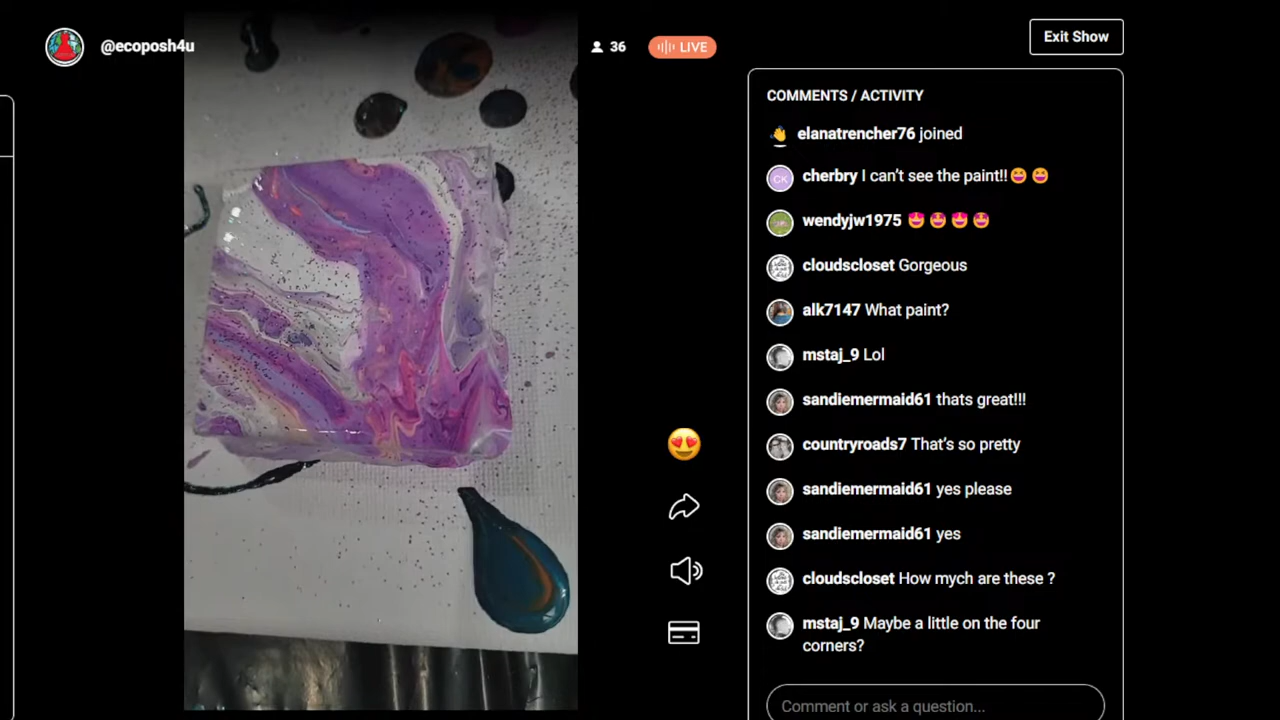 @ecoposh4u
36
LIVE
Exit Show
COMMENTS / ACTIVITY
elanatrencher76 joined
CK
cherbry I can't see the paint!!😆 😆
wendyjw1975 😍 🤩 😍 🤩
cloudscloset Gorgeous
alk7147 What paint?
mstaj_9 Lol
sandiemermaid61 thats great!!!
countryroads7 That's so pretty
sandiemermaid61 yes please
sandiemermaid61 yes
cloudscloset How mych are these ?
mstaj_9 Maybe a little on the four
corners?
Comment or ask a question...